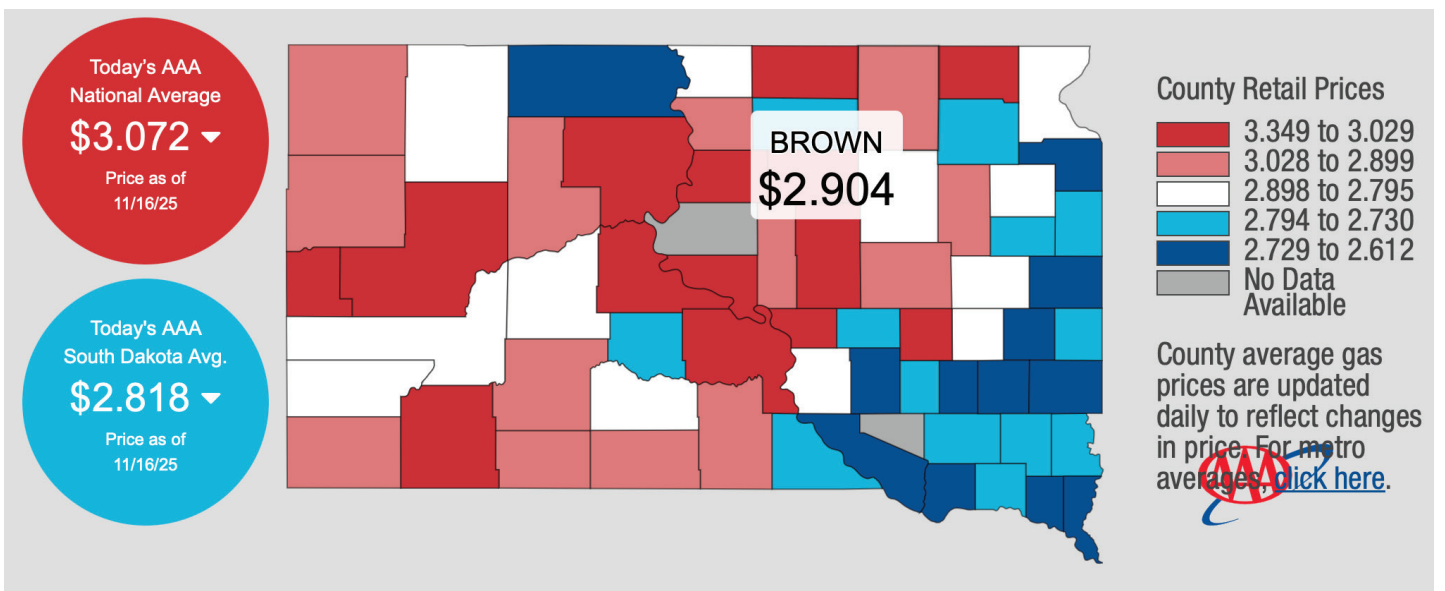 Today's AAA
National Average
$3.072
Price as of
11/16/25
Today's AAA
South Dakota Avg.
$2.818
Price as of
11/16/25
BROWN
$2.904
County Retail Prices
3.349 to 3.029
3.028 to 2.899
2.898 to 2.795
2.794 to 2.730
2.729 to 2.612
No Data
Available
County average gas
prices are updated
daily to reflect changes
in price. For metro
averages, click here.
AAA